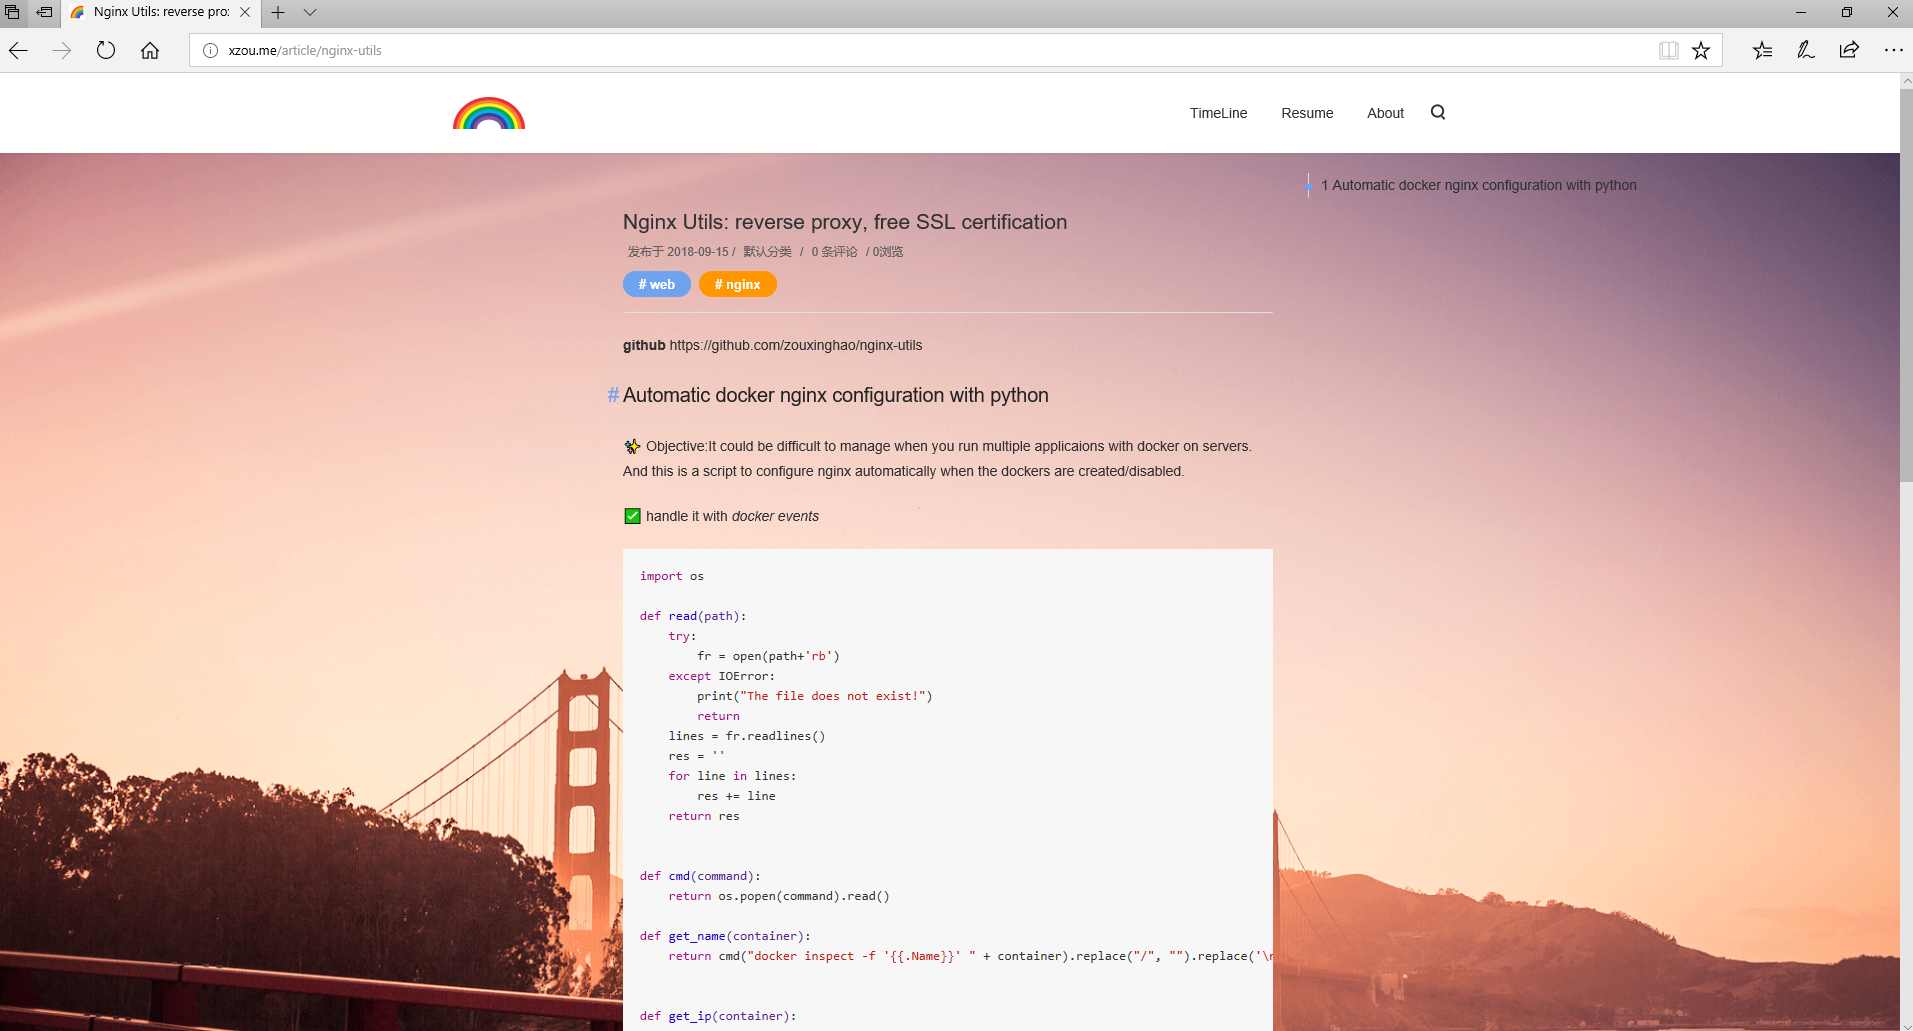 Nginx Utils: reverse pro:
xzou.me/article/nginx-utils
TimeLine Resume About
1 Automatic docker nginx configuration with python
Nginx Utils: reverse proxy, free SSL certification
发布于 2018-09-15 / 默认分类 / 0 条评论 / 0浏览
# web # nginx
github https://github.com/zouxinghao/nginx-utils
# Automatic docker nginx configuration with python
✨ Objective:It could be difficult to manage when you run multiple applicaions with docker on servers.
And this is a script to configure nginx automatically when the dockers are created/disabled.
✅ handle it with docker events
import os
def read(path):
try:
fr = open(path+'rb')
except IOError:
print("The file does not exist!")
return
lines = fr.readlines()
res = ''
for line in lines:
res += line
return res
def cmd(command):
return os.popen(command).read()
def get_name(container):
return cmd("docker inspect -f '{{.Name}}' " + container).replace("/", "").replace('\
def get_ip(container):